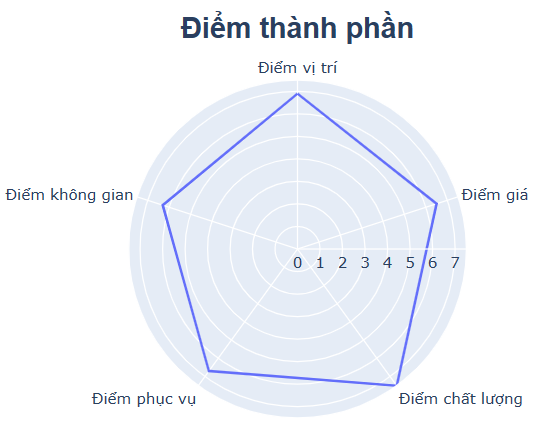 Điểm thành phần
Điểm vị trí
Điểm không gian
Điểm giá
0 1 2 3 4 5 6 7
Điểm phục vụ
Điểm chất lượng